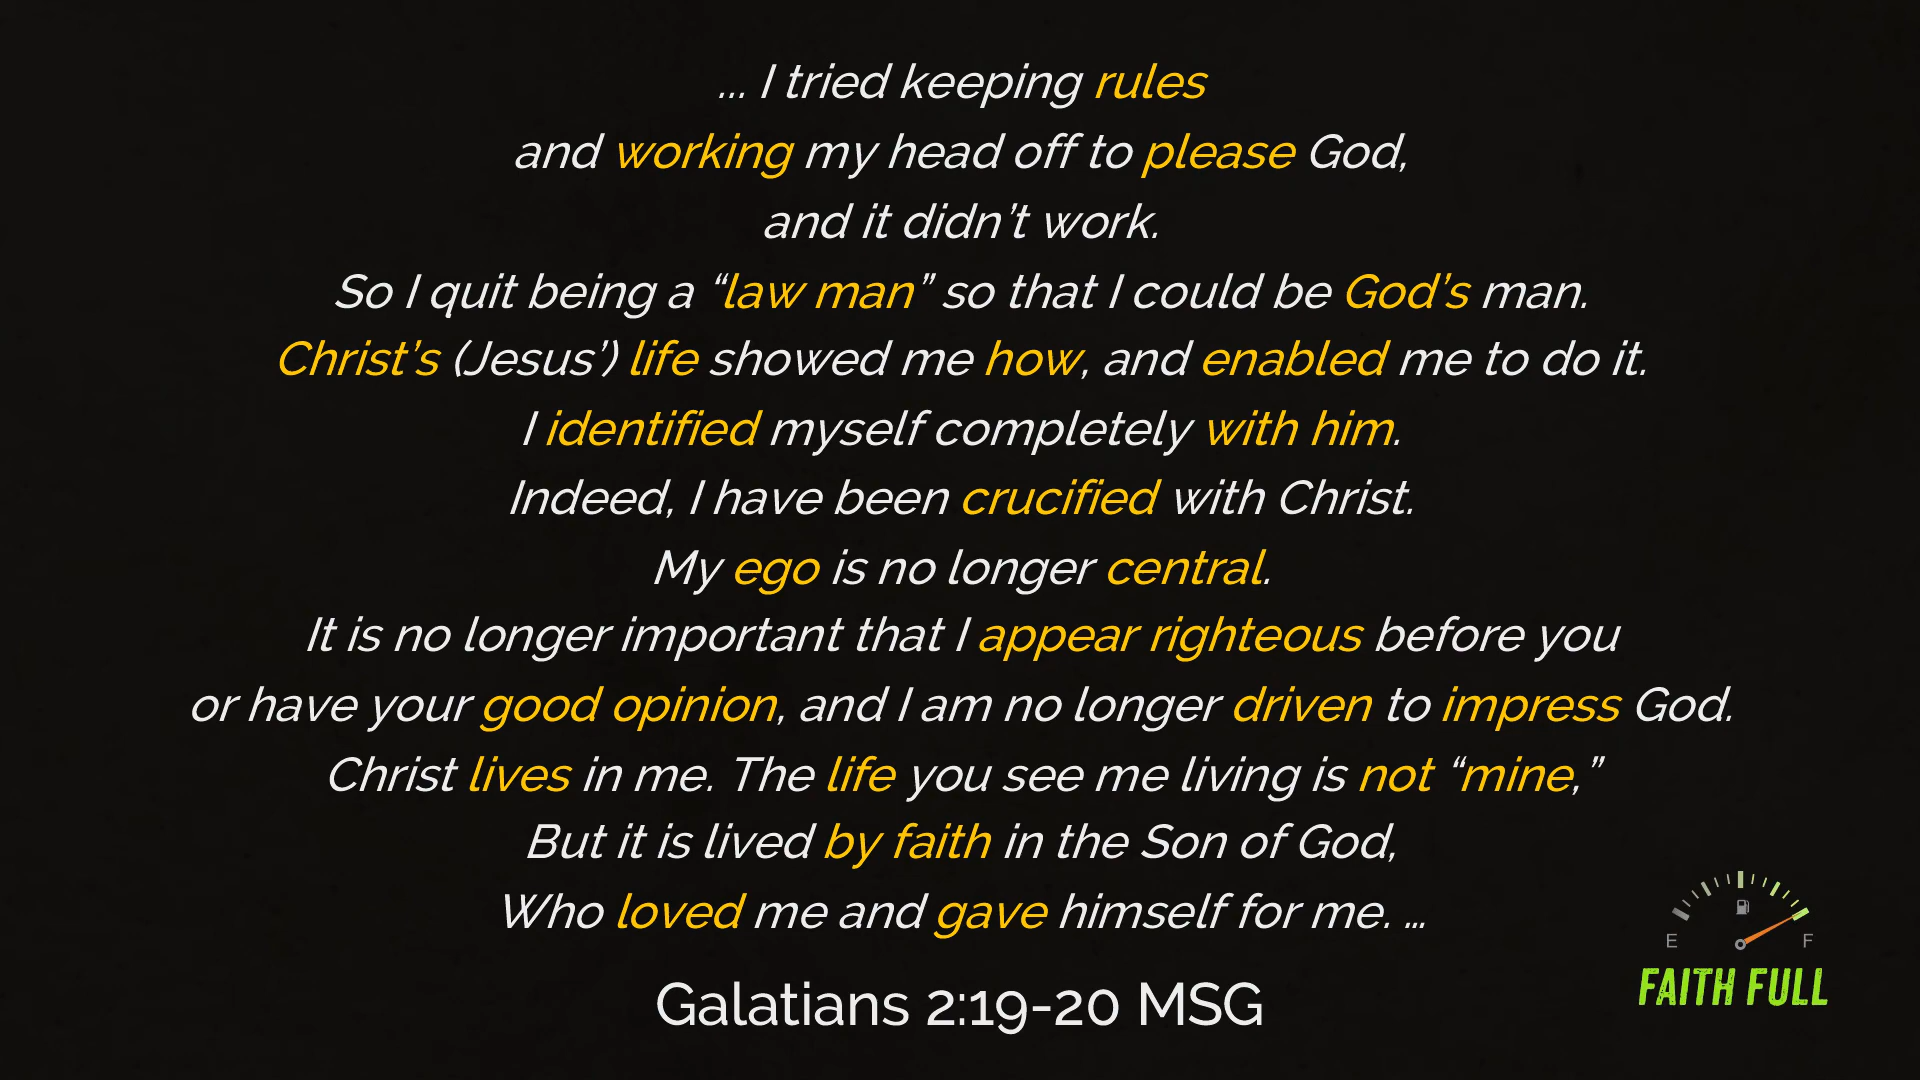 ... I tried keeping rules
and working my head off to please God,
and it didn’t work.
So I quit being a “law man” so that I could be God’s man.
Christ’s (Jesus’) life showed me how, and enabled me to do it.
I identified myself completely with him.
Indeed, I have been crucified with Christ.
My ego is no longer central.
It is no longer important that I appear righteous before you
or have your good opinion, and I am no longer driven to impress God.
Christ lives in me. The life you see me living is not “mine,”
But it is lived by faith in the Son of God,
Who loved me and gave himself for me. ...
Galatians 2:19-20 MSG
E F
FAITH FULL